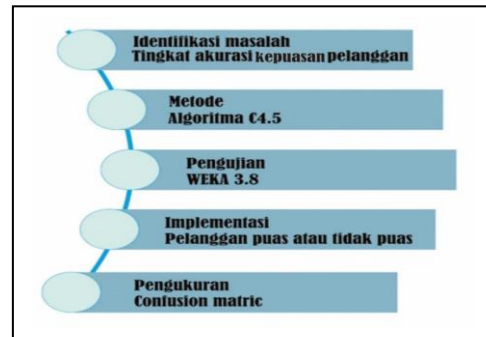 Identifikasi masalah
Tingkat akurasi kepuasan pelanggan
Metode
Algoritma C4.5
Pengujian
WEKA 3.8
Implementasi
Pelanggan puas atau tidak puas
Pengukuran
Confusion matric